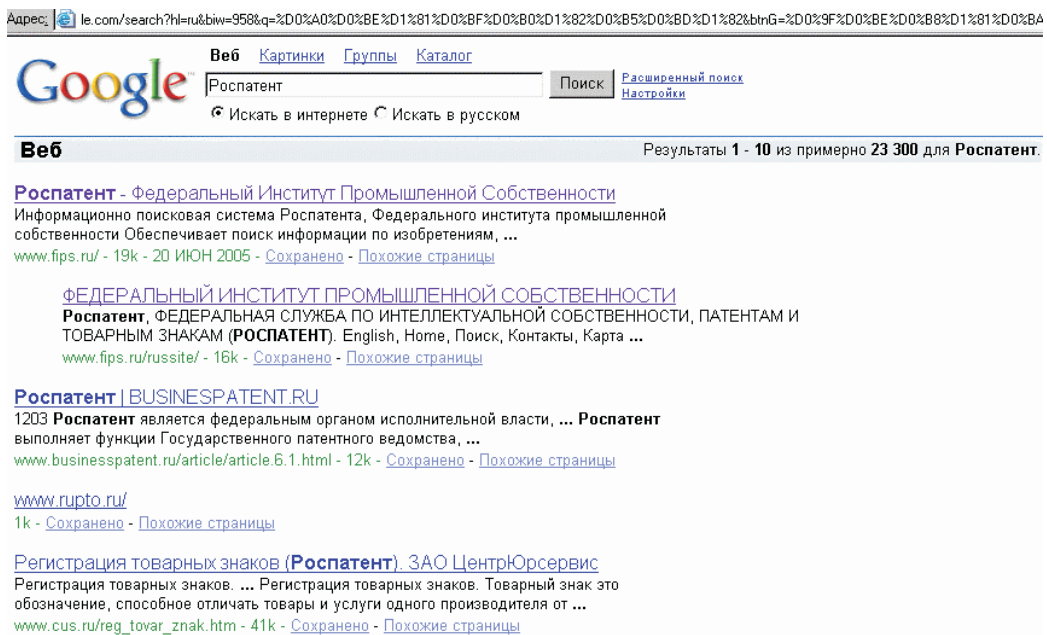 Адрес: le.com/search?hl=ru&biw=958&q=%D0%A0%D0%BE%D1%81%D0%BF%D0%B0%D1%82%D0%B5%D0%BD%D1%82&btnG=%D0%9F%D0%BE%D0%B8%D1%81%D0%BA
Google™ Веб Картинки Группы Каталог
Роспатент Поиск Расширенный поиск
Настройки
Искать в интернете Искать в русском
Веб Результаты 1 - 10 из примерно 23 300 для Роспатент.
Роспатент - Федеральный Институт Промышленной Собственности
Информационно поисковая система Роспатента, Федерального института промышленной
собственности Обеспечивает поиск информации по изобретениям, ...
www.fips.ru/ - 19k - 20 ИЮН 2005 - Сохранено - Похожие страницы
ФЕДЕРАЛЬНЫЙ ИНСТИТУТ ПРОМЫШЛЕННОЙ СОБСТВЕННОСТИ
Роспатент, ФЕДЕРАЛЬНАЯ СЛУЖБА ПО ИНТЕЛЛЕКТУАЛЬНОЙ СОБСТВЕННОСТИ, ПАТЕНТАМ И
ТОВАРНЫМ ЗНАКАМ (РОСПАТЕНТ). English, Home, Поиск, Контакты, Карта ...
www.fips.ru/russite/ - 16k - Сохранено - Похожие страницы
Роспатент | BUSINESPATENT.RU
1203 Роспатент является федеральным органом исполнительной власти, ... Роспатент
выполняет функции Государственного патентного ведомства, ...
www.businesspatent.ru/article/article.6.1.html - 12k - Сохранено - Похожие страницы
www.rupto.ru/
1k - Сохранено - Похожие страницы
Регистрация товарных знаков (Роспатент). ЗАО ЦентрЮрсервис
Регистрация товарных знаков. ... Регистрация товарных знаков. Товарный знак это
обозначение, способное отличать товары и услуги одного производителя от ...
www.cus.ru/reg_tovar_znak.htm - 41k - Сохранено - Похожие страницы